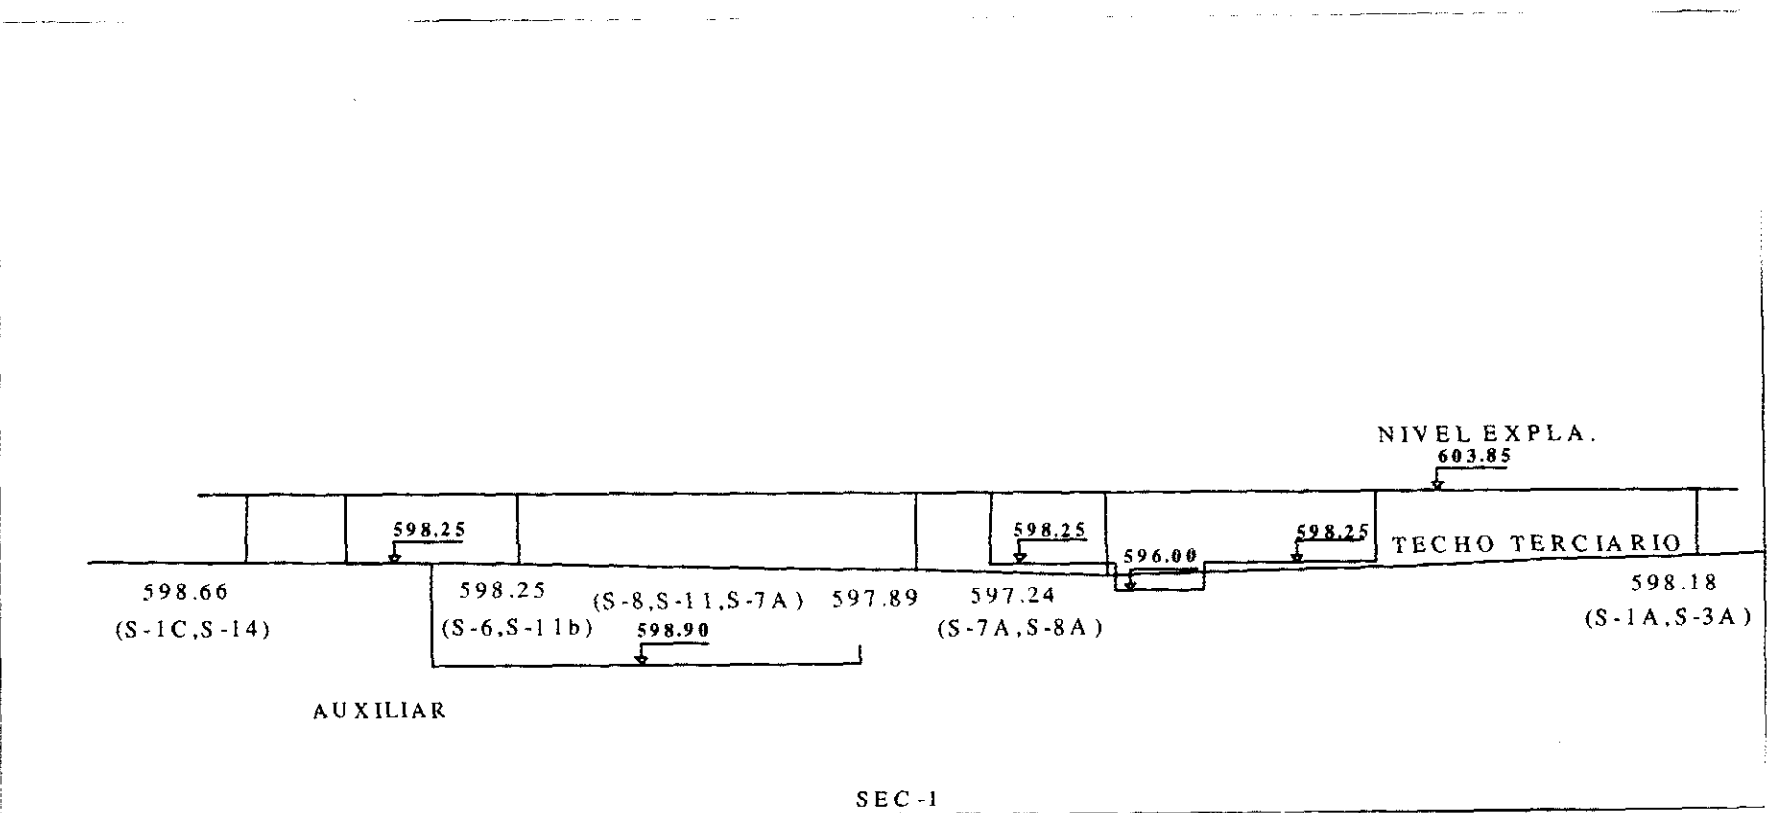 NIVEL EXPLA.
603.85
598.25
598.25
598.25
596.00
TECHO TERCIARIO
598.66
(S-1C,S-14)
598.25
(S-6,S-11b)
(S-8,S-11,S-7A)
598.90
597.89
597.24
(S-7A,S-8A)
598.18
(S-1A,S-3A)
AUXILIAR
SEC-1